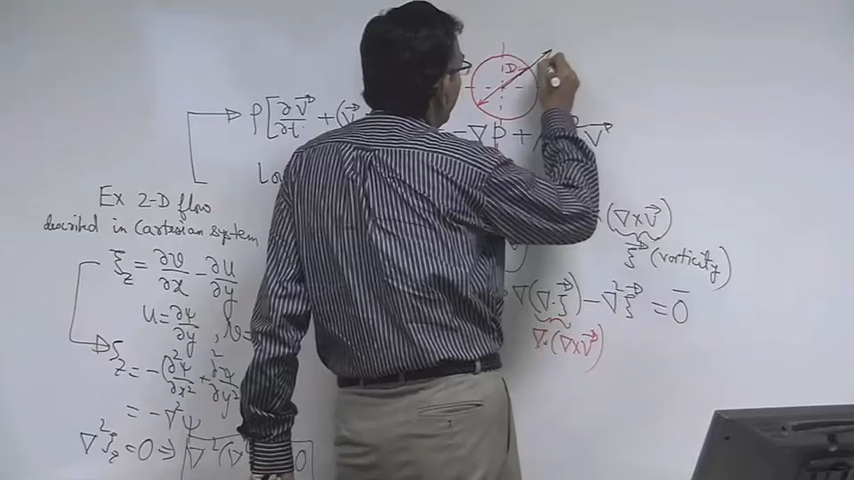 D
ρ[∂v⃗/∂t + (v⃗
-∇p + ∇²v⃗
Ex 2-D flow
described in Cartesian system
(∇×v⃗)
ξ⃗ (vorticity)
ξz = ∂v/∂x - ∂u/∂y
∇(∇·ξ⃗) - ∇²ξ⃗ = 0
u = ∂ψ/∂y ,
∇·(∇×v⃗)
ξz = -(∂²ψ/∂x² + ∂²ψ/∂y²
= -∇²ψ
∇²ξz = 0 ⇒ ∇²(∇ 0